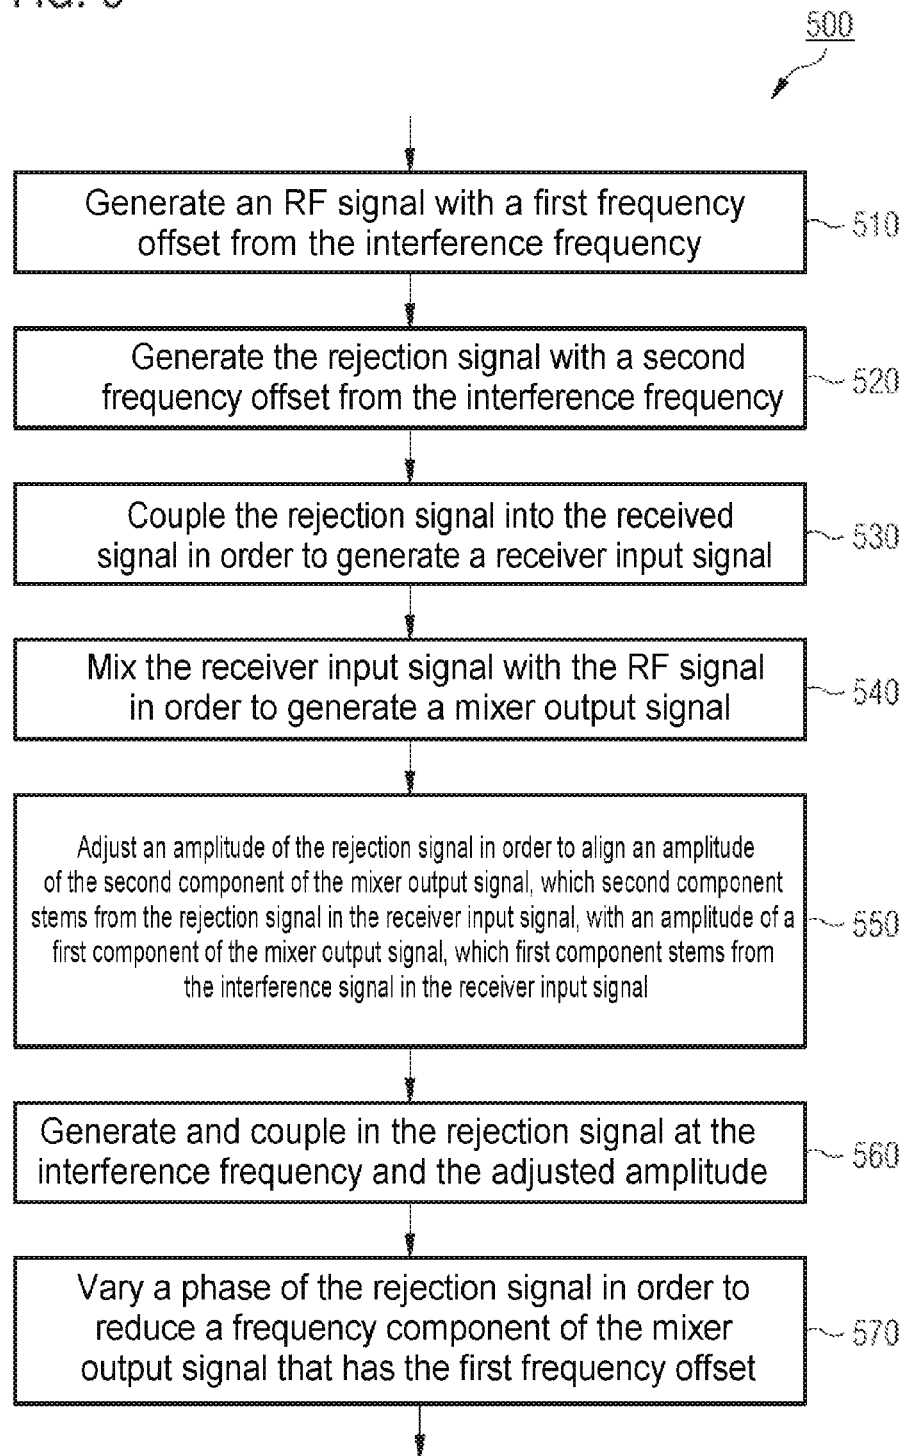 500
Generate an RF signal with a first frequency
offset from the interference frequency
510
Generate the rejection signal with a second
frequency offset from the interference frequency
520
Couple the rejection signal into the received
signal in order to generate a receiver input signal
530
Mix the receiver input signal with the RF signal
in order to generate a mixer output signal
540
Adjust an amplitude of the rejection signal in order to align an amplitude
of the second component of the mixer output signal, which second component
stems from the rejection signal in the receiver input signal, with an amplitude of a
first component of the mixer output signal, which first component stems from
the interference signal in the receiver input signal
550
Generate and couple in the rejection signal at the
interference frequency and the adjusted amplitude
560
Vary a phase of the rejection signal in order to
reduce a frequency component of the mixer
output signal that has the first frequency offset
570